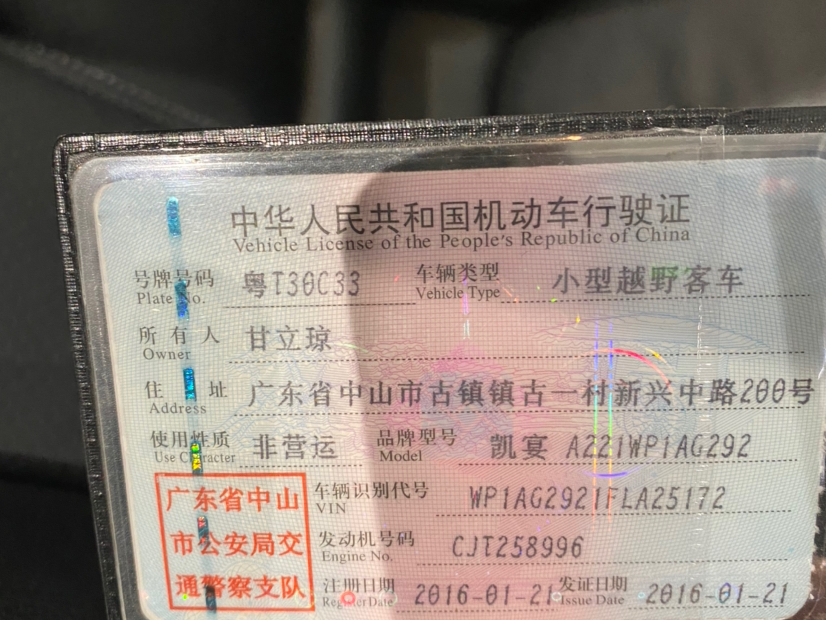 中华人民共和国机动车行驶证
Vehicle License of the People's Republic of China
号牌号码 粤T30C33 车辆类型 小型越野客车
Plate No. Vehicle Type
所有人 甘立琼
Owner
住址 广东省中山市古镇镇古一村新兴中路200号
Address
使用性质 非营运 品牌型号 凯宴 A221WP1AG292
Use Character Model
广东省中山 车辆识别代号 WP1AG2921FLA25172
VIN
市公安局交 发动机号码 CJT258996
Engine No.
通警察支队 注册日期 2016-01-21 发证日期 2016-01-21
Register Date Issue Date